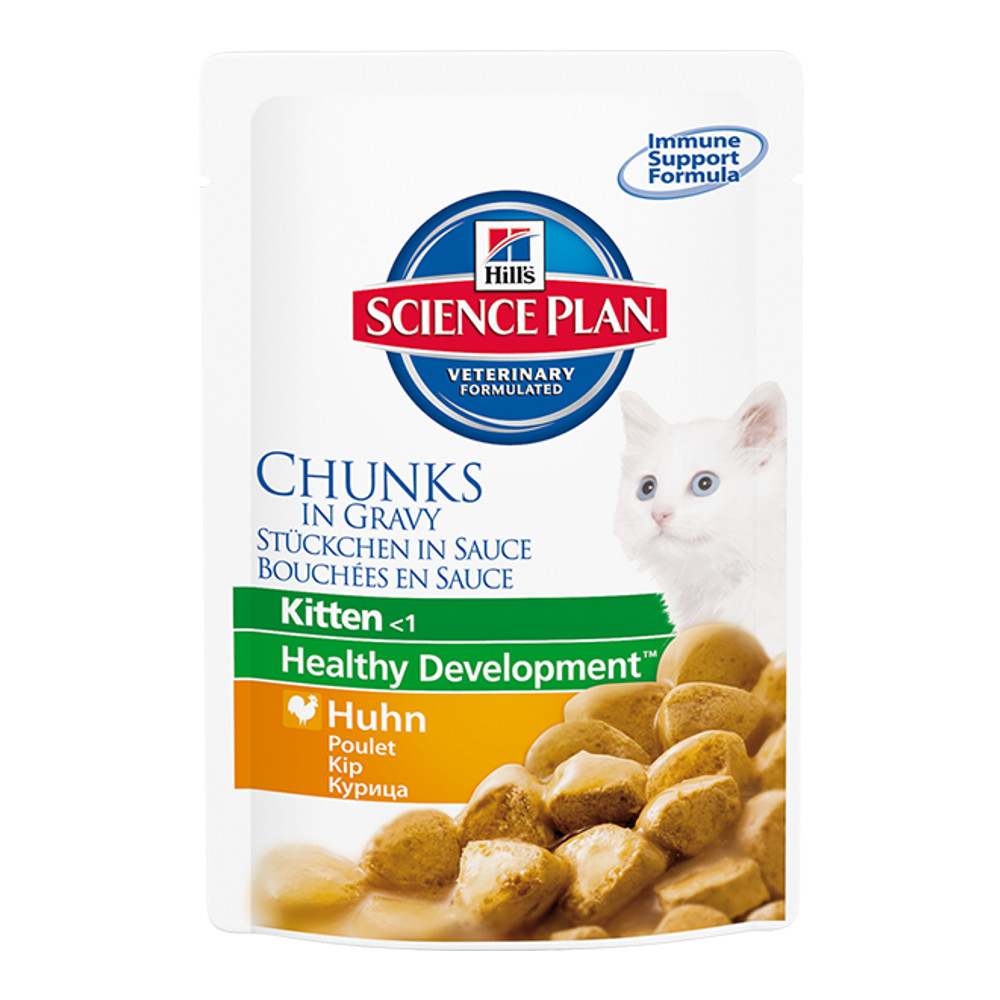 Immune
Support
Formula
Hill's
SCIENCE PLAN™
VETERINARY
FORMULATED
CHUNKS
IN GRAVY
STÜCKCHEN IN SAUCE
BOUCHÉES EN SAUCE
Kitten <1
Healthy Development™
Huhn
Poulet
Kip
Курица